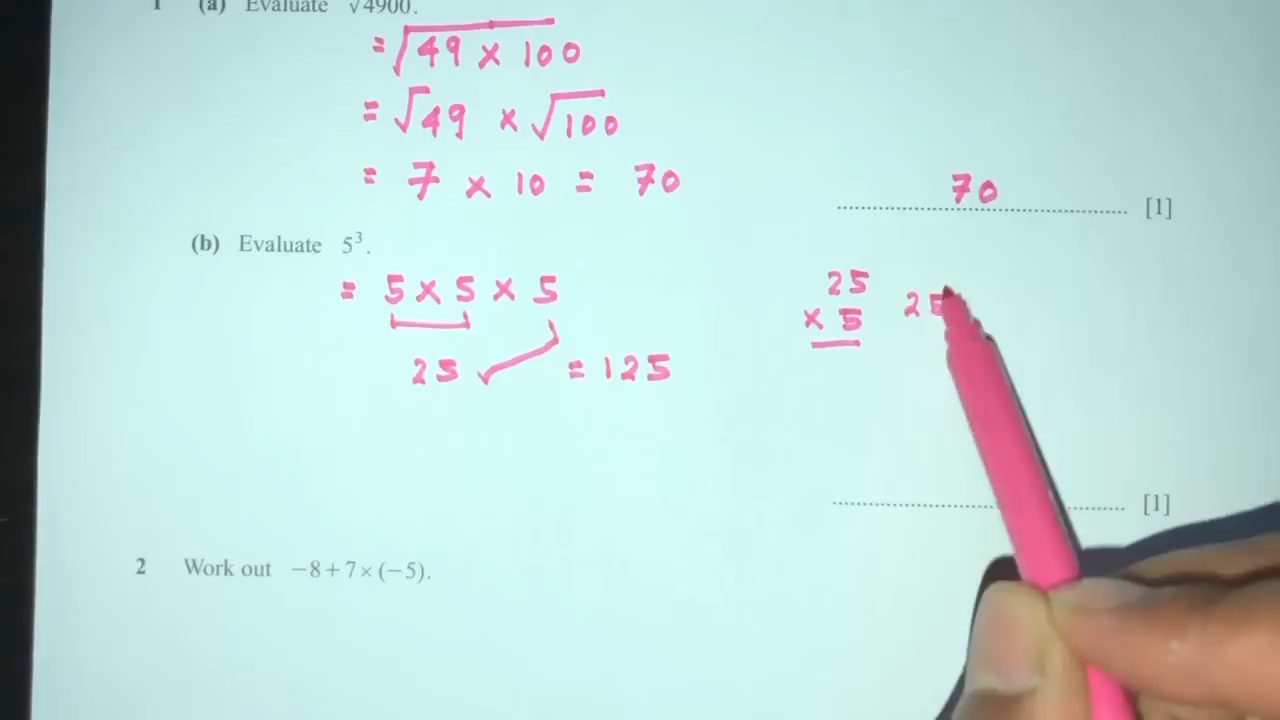 1 (a) Evaluate √4900.
= √49 × 100
= √49 × √100
= 7 × 10 = 70
70
[1]
(b) Evaluate 5³.
= 5 × 5 × 5
25 = 125
25
× 5
25
[1]
2 Work out −8+7×(−5).